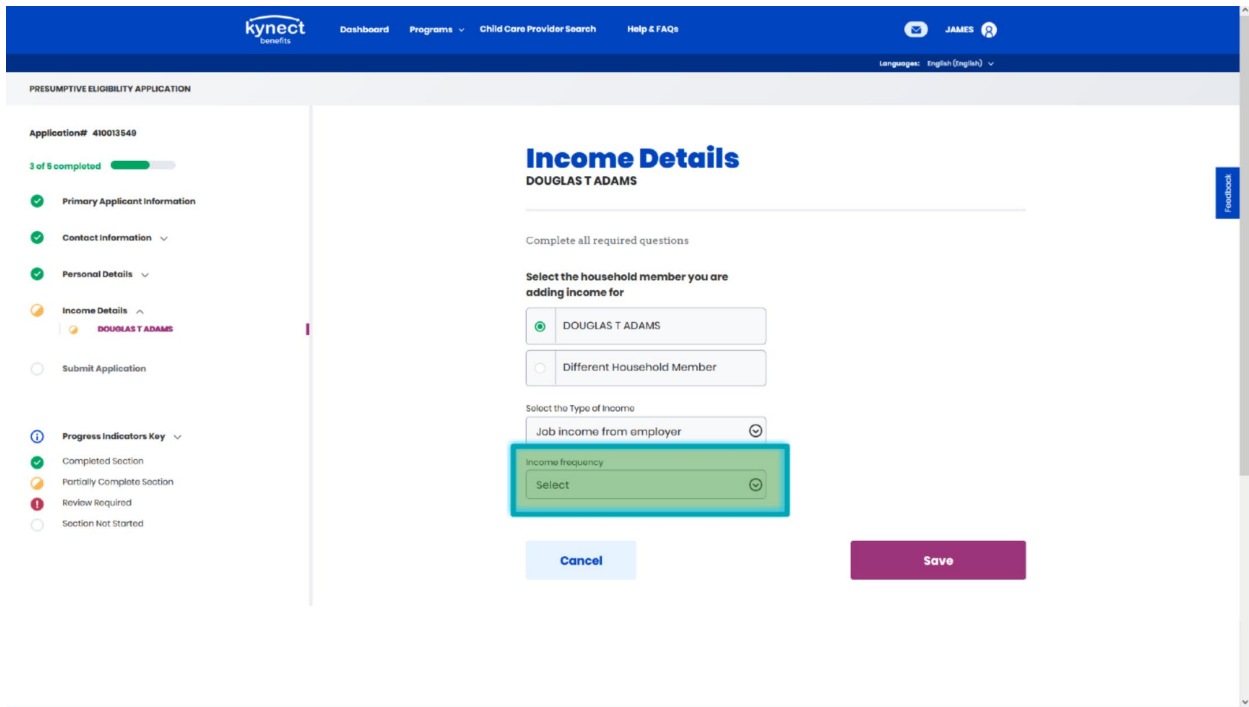 kynect
benefits
Dashboard Programs Child Care Provider Search Help & FAQs JAMES
Languages: English (English)
PRESUMPTIVE ELIGIBILITY APPLICATION
Application# 410013549
3 of 5 completed
Primary Applicant Information
Contact Information
Personal Details
Income Details
DOUGLAS T ADAMS
Submit Application
Progress Indicators Key
Completed Section
Partially Complete Section
Review Required
Section Not Started
Income Details
DOUGLAS T ADAMS
Complete all required questions
Select the household member you are
adding income for
DOUGLAS T ADAMS
Different Household Member
Select the Type of Income
Job income from employer
Income frequency
Select
Cancel
Save
Feedback